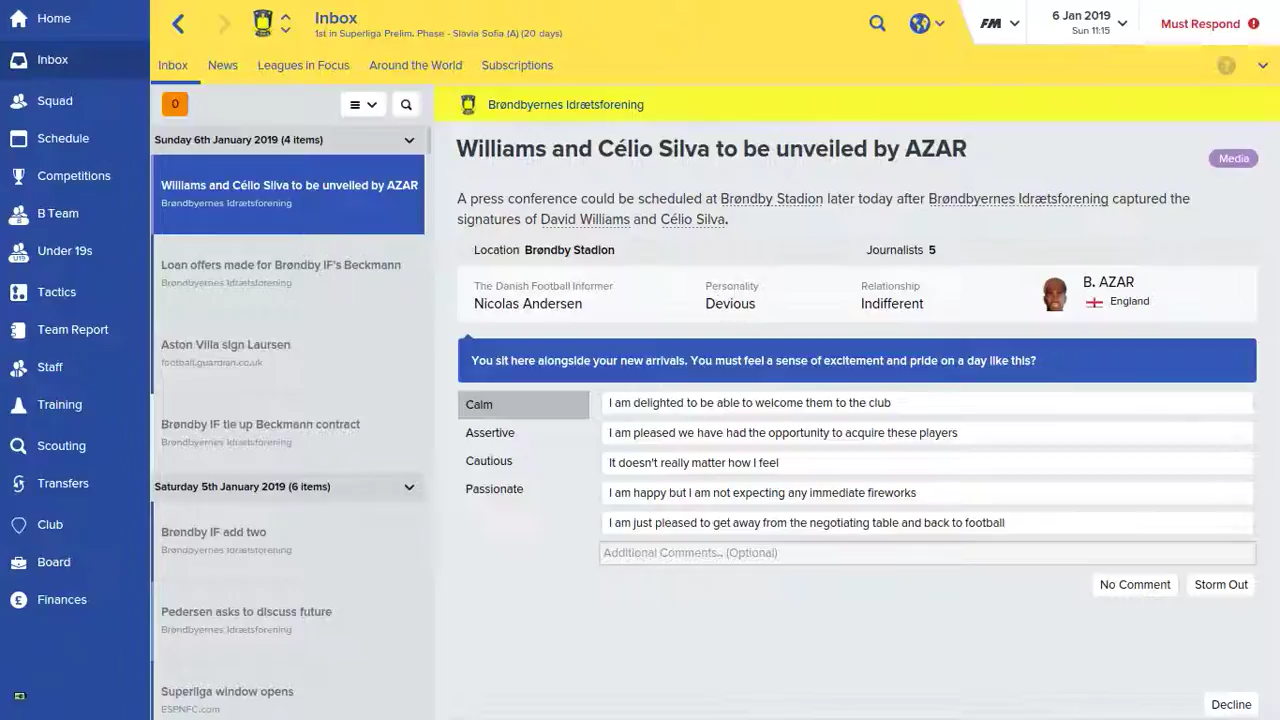 Home
Inbox
Squad
Schedule
Competitions
B Team
Under 19s
Tactics
Team Report
Staff
Training
Scouting
Transfers
Club
Board
Finances
Inbox
1st in Superliga Prelim. Phase - Slavia Sofia (A) (20 days)
FM
6 Jan 2019
Sun 11:15
Must Respond
Inbox News Leagues in Focus Around the World Subscriptions
0
Sunday 6th January 2019 (4 items)
Williams and Célio Silva to be unveiled by AZAR
Brøndbyernes Idrætsforening
Loan offers made for Brøndby IF's Beckmann
Brøndbyernes Idrætsforening
Aston Villa sign Laursen
football.guardian.co.uk
Brøndby IF tie up Beckmann contract
Brøndbyernes Idrætsforening
Saturday 5th January 2019 (6 items)
Brøndby IF add two
Brøndbyernes Idrætsforening
Pedersen asks to discuss future
Brøndbyernes Idrætsforening
Superliga window opens
ESPNFC.com
Brøndbyernes Idrætsforening
Williams and Célio Silva to be unveiled by AZAR
Media
A press conference could be scheduled at Brøndby Stadion later today after Brøndbyernes Idrætsforening captured the
signatures of David Williams and Célio Silva.
Location Brøndby Stadion Journalists 5
The Danish Football Informer Personality Relationship
Nicolas Andersen Devious Indifferent
B. AZAR
England
You sit here alongside your new arrivals. You must feel a sense of excitement and pride on a day like this?
Calm
Assertive
Cautious
Passionate
I am delighted to be able to welcome them to the club
I am pleased we have had the opportunity to acquire these players
It doesn't really matter how I feel
I am happy but I am not expecting any immediate fireworks
I am just pleased to get away from the negotiating table and back to football
Additional Comments... (Optional)
No Comment Storm Out
Decline